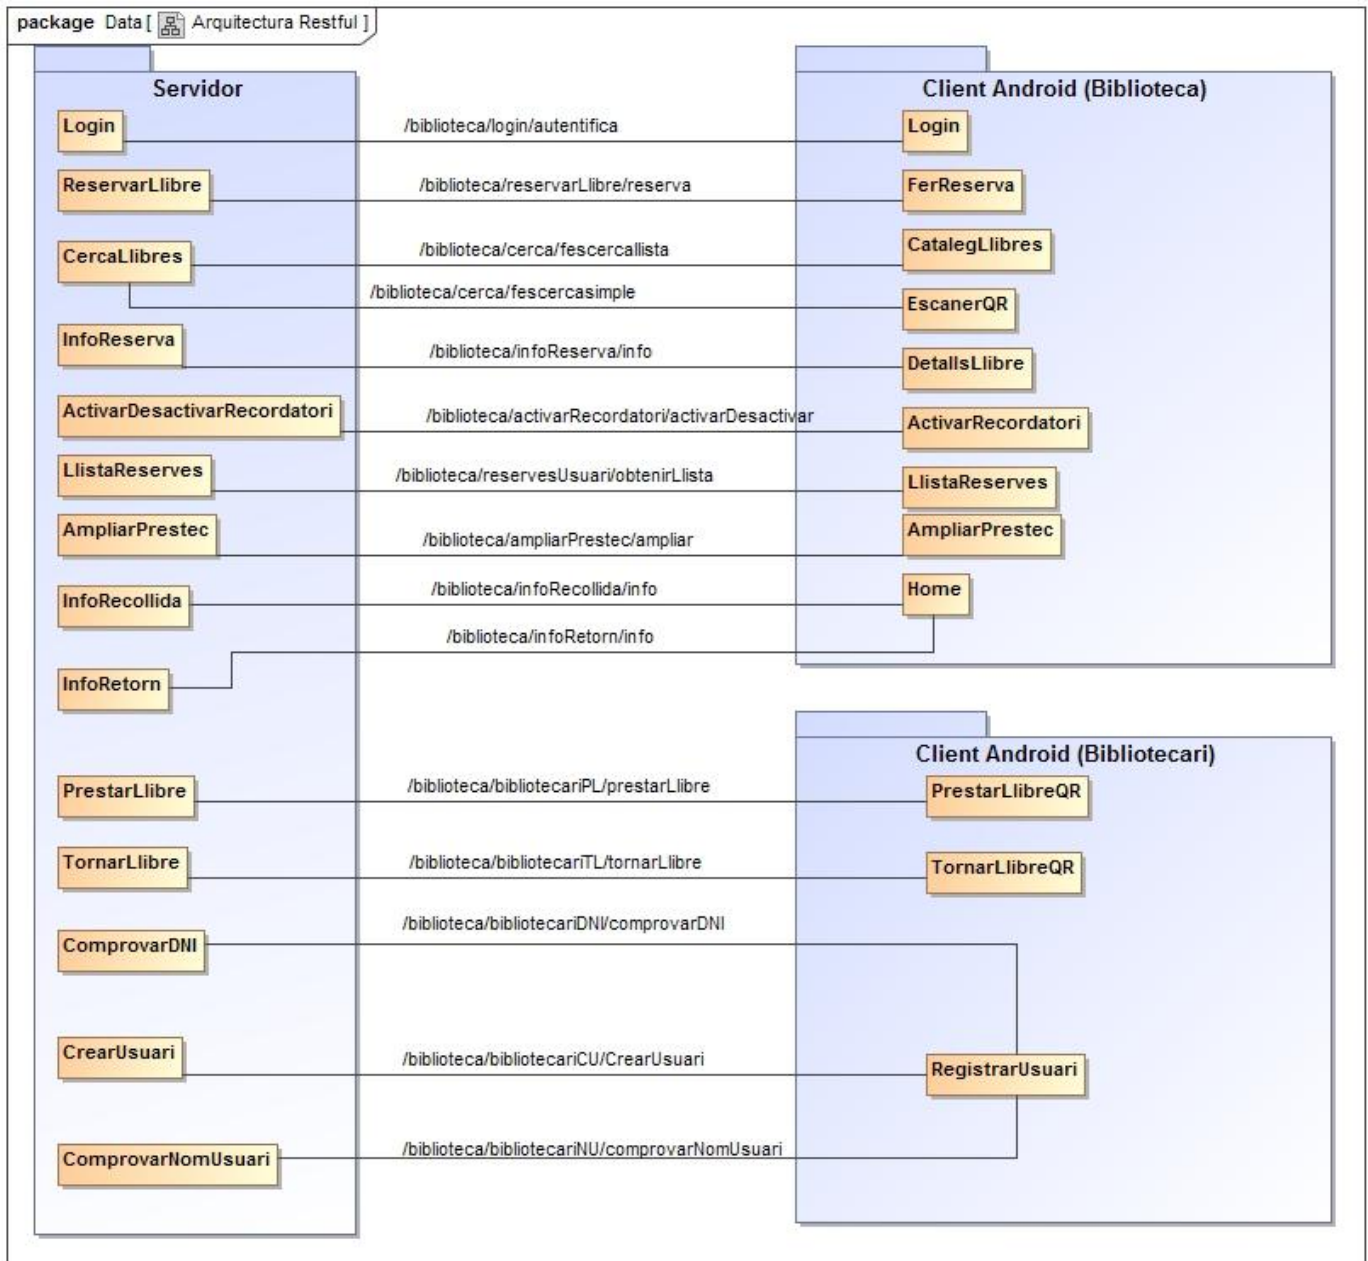 package Data [ Arquitectura Restful ]
Servidor
Client Android (Biblioteca)
Login
/biblioteca/login/autentifica
Login
ReservarLlibre
/biblioteca/reservarLlibre/reserva
FerReserva
CercaLlibres
/biblioteca/cerca/fescercallista
CatalegLlibres
/biblioteca/cerca/fescercasimple
EscanerQR
InfoReserva
/biblioteca/infoReserva/info
DetallsLlibre
ActivarDesactivarRecordatori
/biblioteca/activarRecordatori/activarDesactivar
ActivarRecordatori
LlistaReserves
/biblioteca/reservesUsuari/obtenirLlista
LlistaReserves
AmpliarPrestec
/biblioteca/ampliarPrestec/ampliar
AmpliarPrestec
InfoRecollida
/biblioteca/infoRecollida/info
Home
/biblioteca/infoRetorn/info
InfoRetorn
Client Android (Bibliotecari)
PrestarLlibre
/biblioteca/bibliotecariPL/prestarLlibre
PrestarLlibreQR
TornarLlibre
/biblioteca/bibliotecariTL/tornarLlibre
TornarLlibreQR
/biblioteca/bibliotecariDNI/comprovarDNI
ComprovarDNI
CrearUsuari
/biblioteca/bibliotecariCU/CrearUsuari
RegistrarUsuari
ComprovarNomUsuari
/biblioteca/bibliotecariNU/comprovarNomUsuari